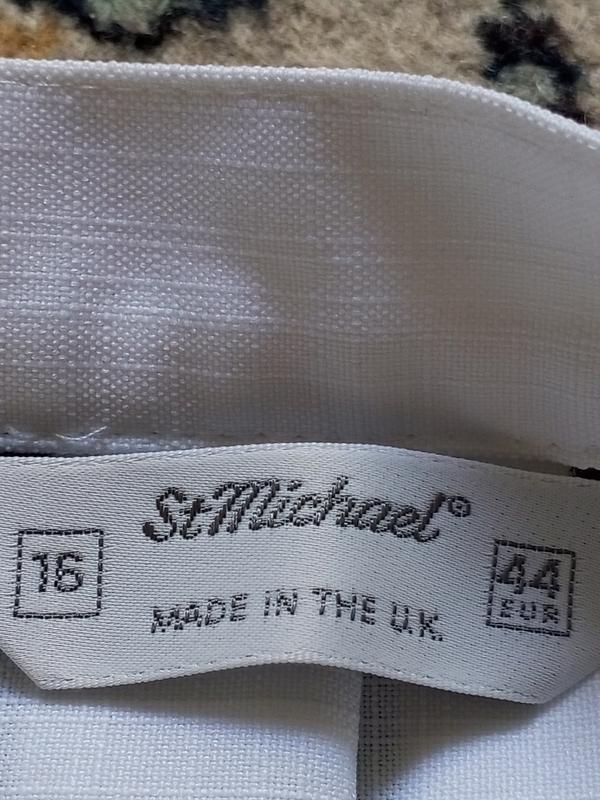 St Michael®
16
44
EUR
MADE IN THE U.K.